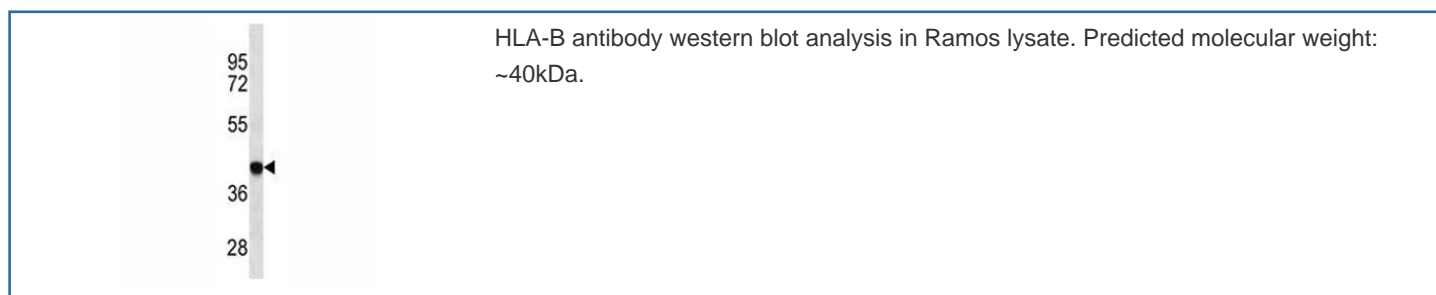 95
72
55
36
28
HLA-B antibody western blot analysis in Ramos lysate. Predicted molecular weight:
~40kDa.